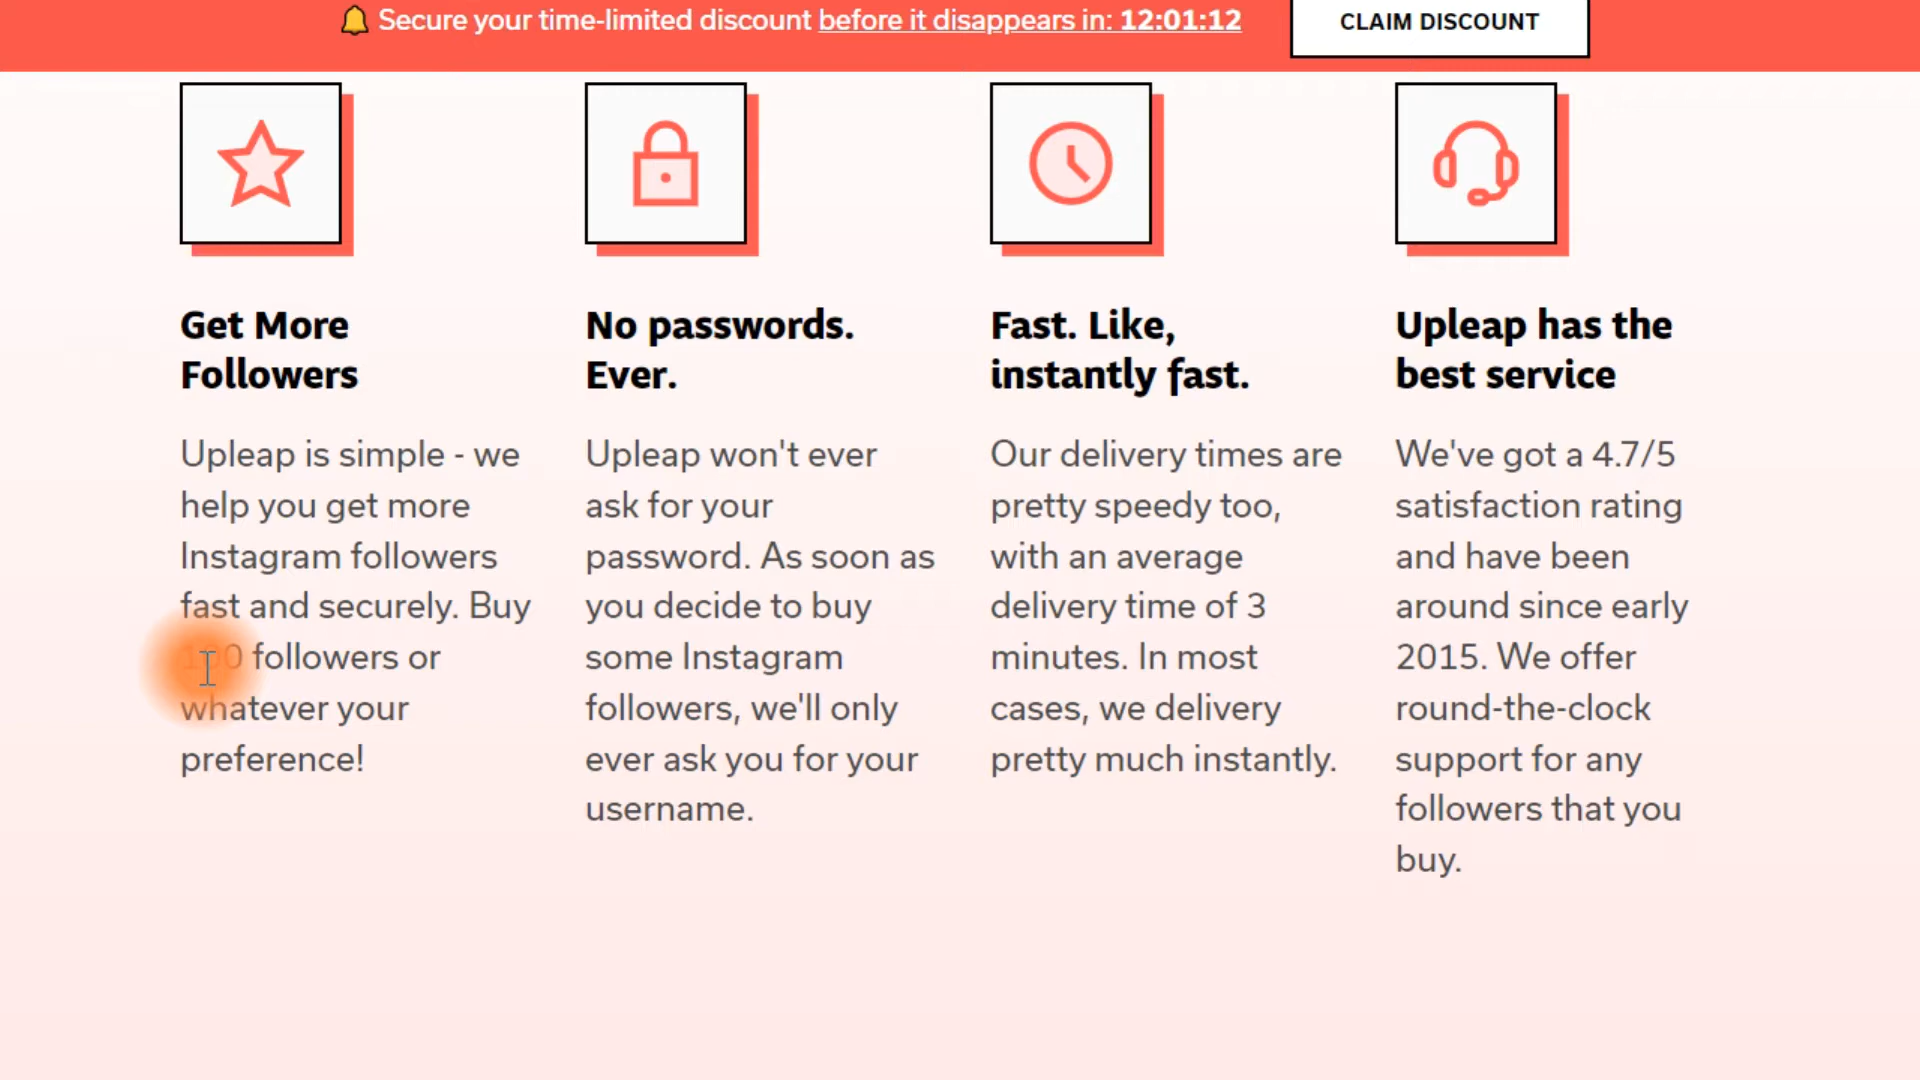 Secure your time-limited discount before it disappears in: 12:01:12
CLAIM DISCOUNT
Get More
Followers
Upleap is simple - we
help you get more
Instagram followers
fast and securely. Buy
100 followers or
whatever your
preference!
No passwords.
Ever.
Upleap won't ever
ask for your
password. As soon as
you decide to buy
some Instagram
followers, we'll only
ever ask you for your
username.
Fast. Like,
instantly fast.
Our delivery times are
pretty speedy too,
with an average
delivery time of 3
minutes. In most
cases, we delivery
pretty much instantly.
Upleap has the
best service
We've got a 4.7/5
satisfaction rating
and have been
around since early
2015. We offer
round-the-clock
support for any
followers that you
buy.